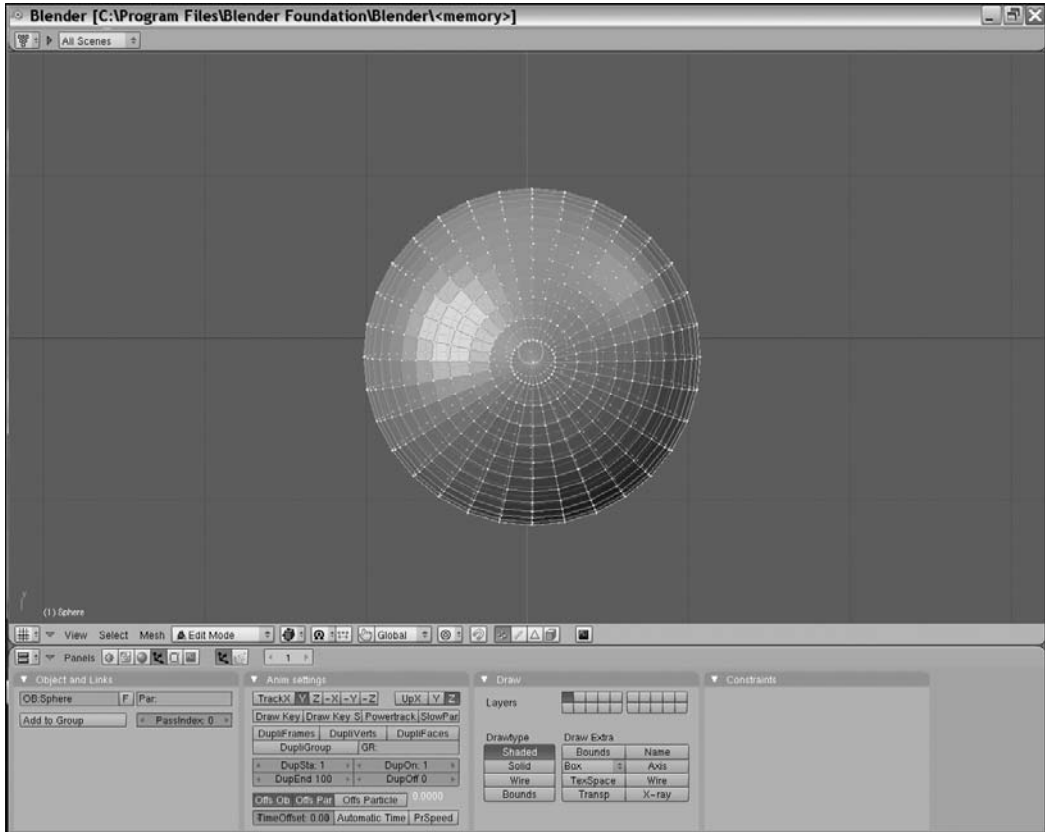 Blender [C:\Program Files\Blender Foundation\Blender\<memory>]
All Scenes
y
(1) Sphere
View Select Mesh Edit Mode Global
Panels 1
Object and Links
OB:Sphere F Par:
Add to Group PassIndex: 0
Anim settings
TrackX Y Z -X -Y -Z UpX Y Z
Draw Key Draw Key S Powertrack SlowPar
DupliFrames DupliVerts DupliFaces
DupliGroup GR:
DupSta: 1 DupOn: 1
DupEnd 100 DupOff 0
Offs Ob Offs Par Offs Particle 0.0000
TimeOffset: 0.00 Automatic Time PrSpeed
Draw
Layers
Drawtype Draw Extra
Shaded Bounds Name
Solid Box Axis
Wire TexSpace Wire
Bounds Transp X-ray
Constraints